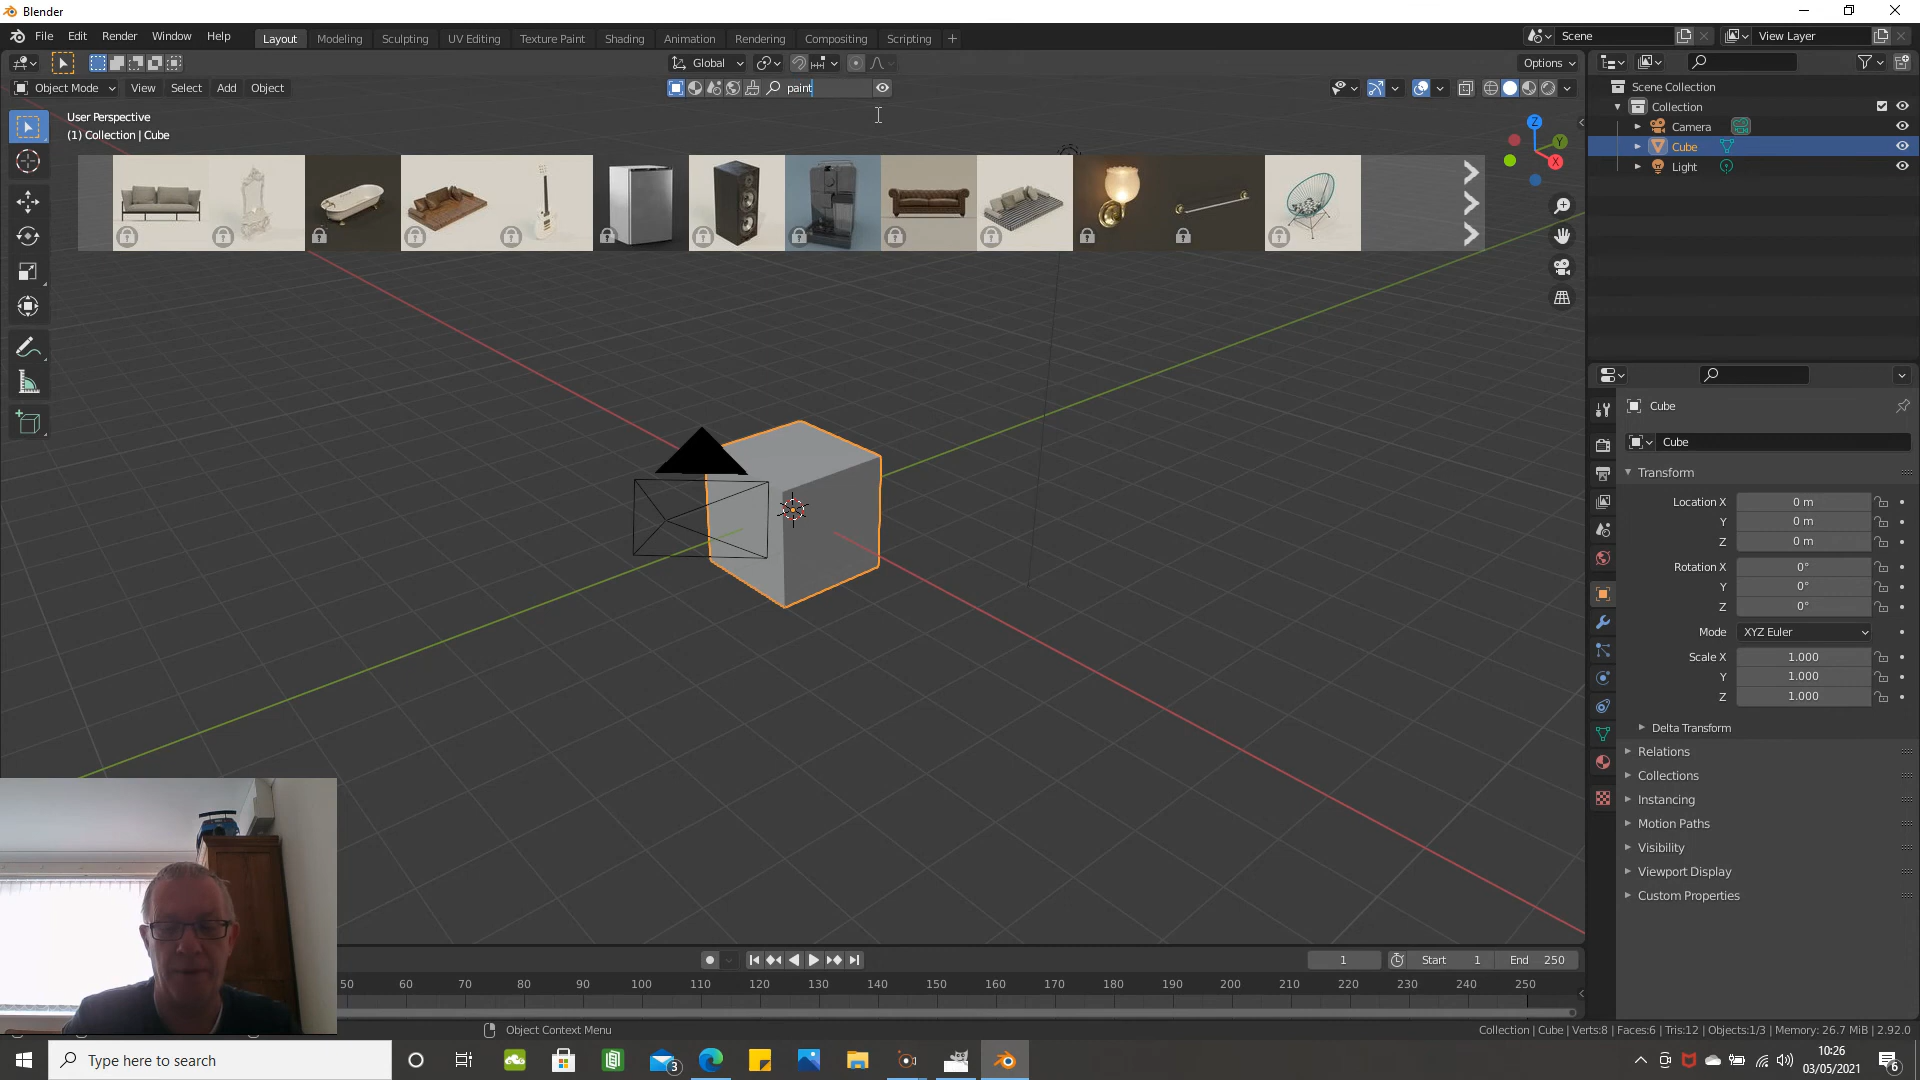 Blender
File Edit Render Window Help
Layout Modeling Sculpting UV Editing Texture Paint Shading Animation Rendering Compositing Scripting +
Scene
View Layer
Global
Options
Object Mode View Select Add Object
paint
User Perspective
(1) Collection | Cube
Z
Y
X
Scene Collection
Collection
Camera
Cube
Light
Cube
Cube
Transform
Location X 0 m
Y 0 m
Z 0 m
Rotation X 0°
Y 0°
Z 0°
Mode XYZ Euler
Scale X 1.000
Y 1.000
Z 1.000
Delta Transform
Relations
Collections
Instancing
Motion Paths
Visibility
Viewport Display
Custom Properties
1 Start 1 End 250
50 60 70 80 90 100 110 120 130 140 150 160 170 180 190 200 210 220 230 240 250
Object Context Menu
Collection | Cube | Verts:8 | Faces:6 | Tris:12 | Objects:1/3 | Memory: 26.7 MiB | 2.92.0
Type here to search
3
10:26
03/05/2021
6